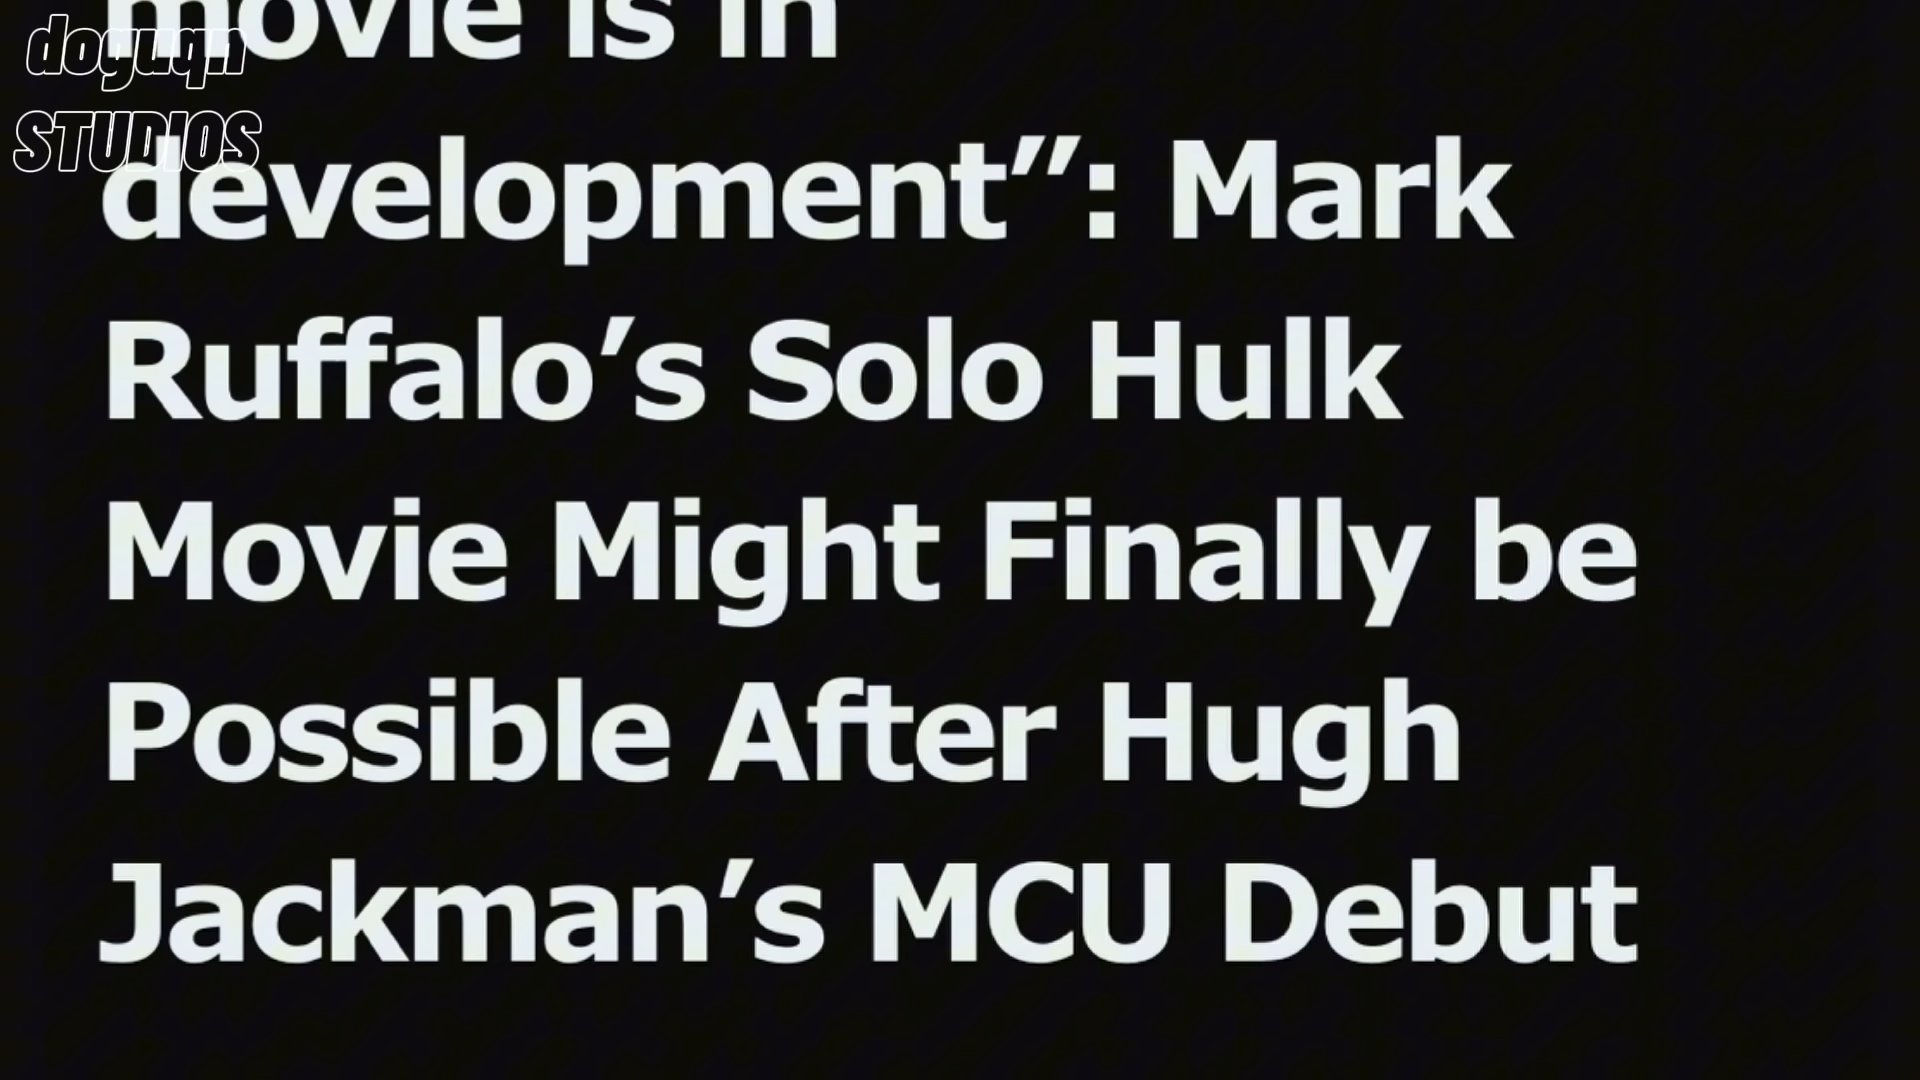 doguqn
STUDIOS
movie is in
development”: Mark
Ruffalo’s Solo Hulk
Movie Might Finally be
Possible After Hugh
Jackman’s MCU Debut